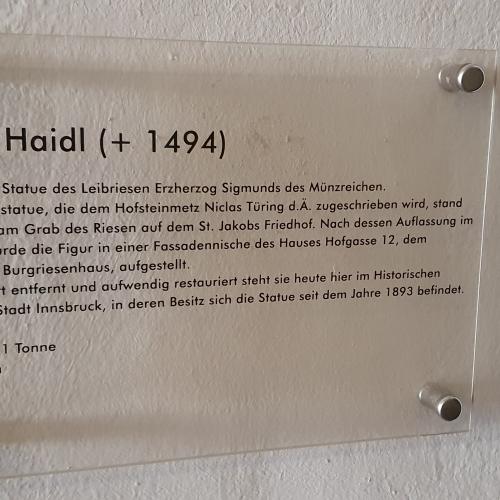 Haidl (+ 1494)
Statue des Leibriesen Erzherzog Sigmunds des Münzreichen.
statue, die dem Hofsteinmetz Niclas Türing d.Ä. zugeschrieben wird, stand
am Grab des Riesen auf dem St. Jakobs Friedhof. Nach dessen Auflassung im
rde die Figur in einer Fassadennische des Hauses Hofgasse 12, dem
Burgriesenhaus, aufgestellt.
t entfernt und aufwendig restauriert steht sie heute hier im Historischen
Stadt Innsbruck, in deren Besitz sich die Statue seit dem Jahre 1893 befindet.
1 Tonne